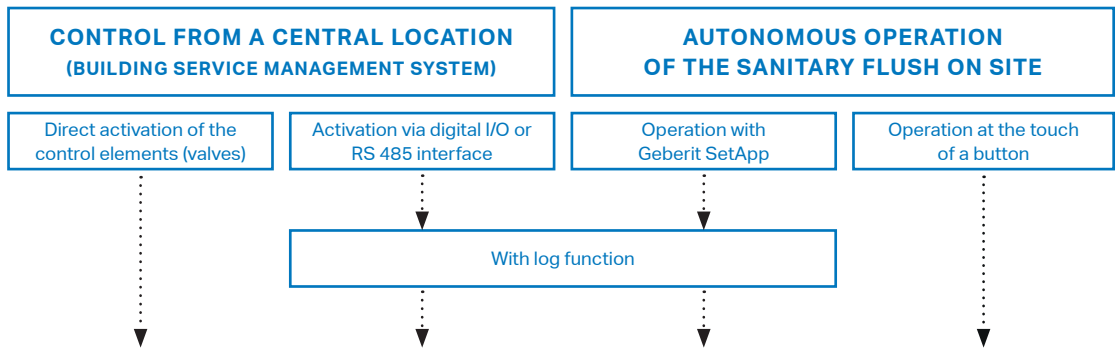 CONTROL FROM A CENTRAL LOCATION
(BUILDING SERVICE MANAGEMENT SYSTEM)
AUTONOMOUS OPERATION
OF THE SANITARY FLUSH ON SITE
Direct activation of the
control elements (valves)
Activation via digital I/O or
RS 485 interface
Operation with
Geberit SetApp
Operation at the touch
of a button
With log function